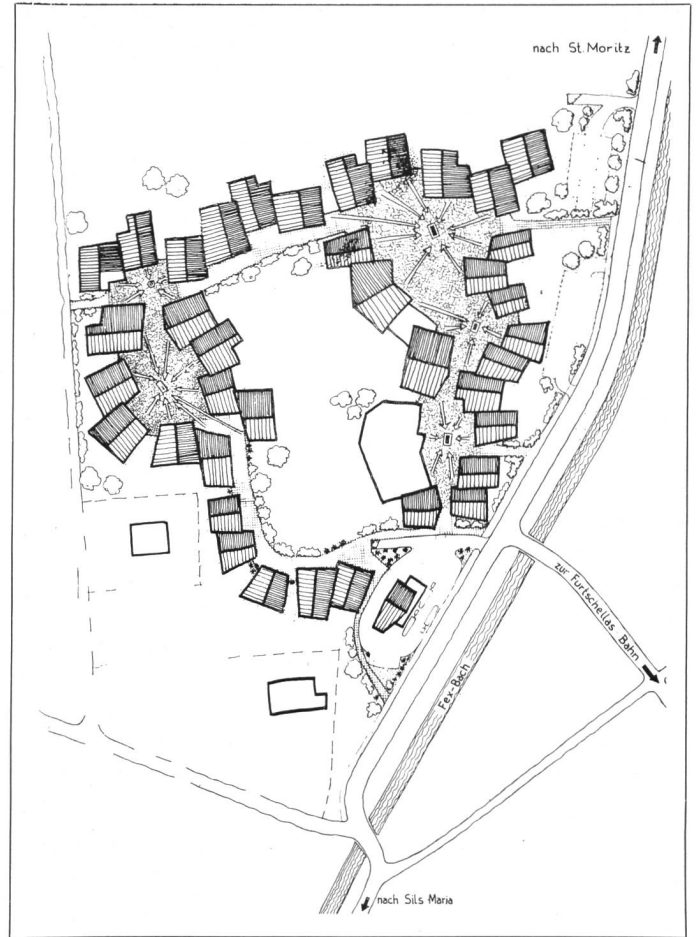 nach St. Moritz
zur Furtschellas Bahn
Fex-Bach
nach Sils Maria